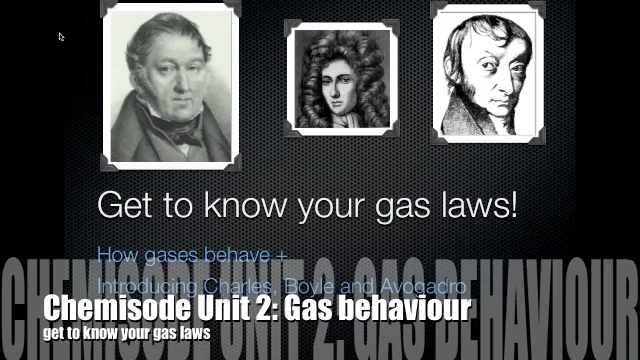 Get to know your gas laws!
How gases behave +
Introducing Charles, Boyle and Avogadro
CHEMISODE UNIT 2: GAS BEHAVIOUR
Chemisode Unit 2: Gas behaviour
get to know your gas laws